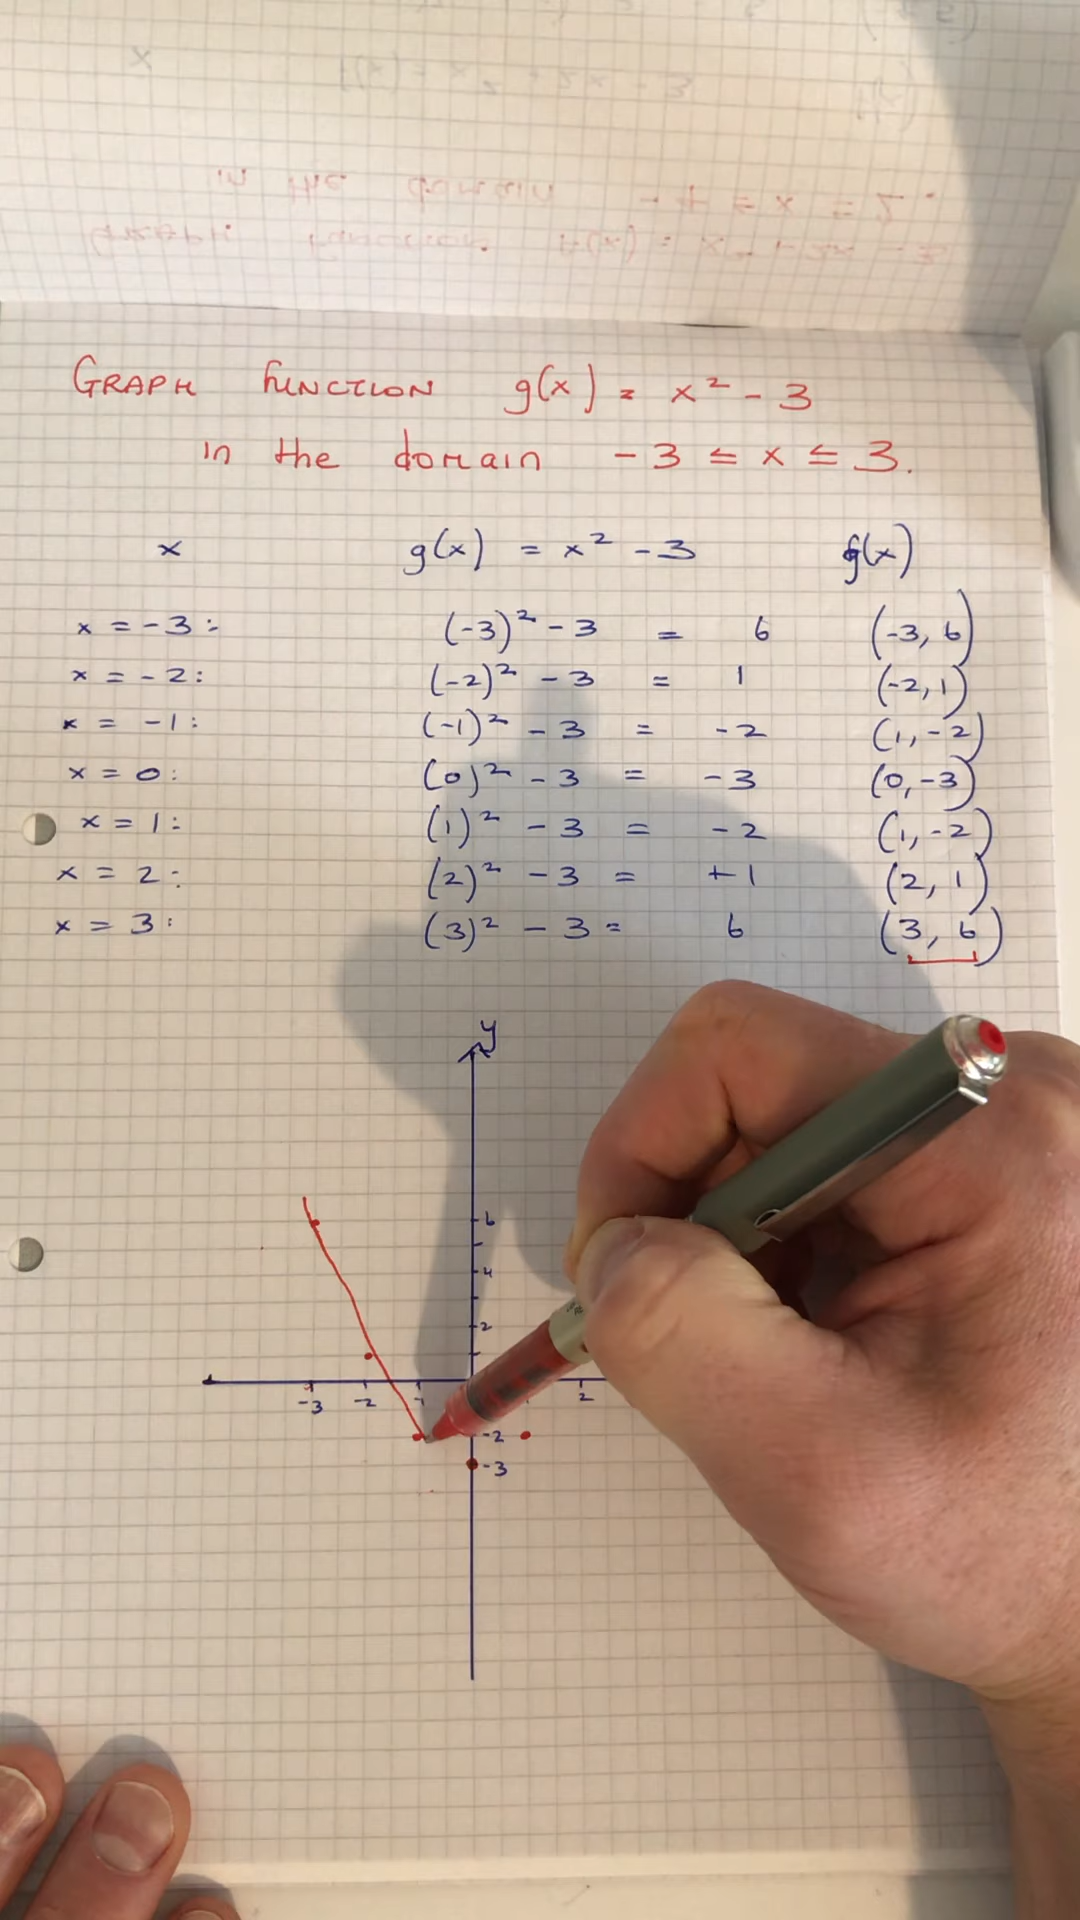 GRAPH function g(x) = x² - 3
in the domain -3 ≤ x ≤ 3.
x g(x) = x² - 3 g(x)
x = -3: (-3)² - 3 = 6 (-3, 6)
x = -2: (-2)² - 3 = 1 (-2, 1)
x = -1: (-1)² - 3 = -2 (1, -2)
x = 0: (0)² - 3 = -3 (0, -3)
x = 1: (1)² - 3 = -2 (1, -2)
x = 2: (2)² - 3 = +1 (2, 1)
x = 3: (3)² - 3 = 6 (3, 6)
y
6
4
2
-3 -2 -1 2
-2
-3